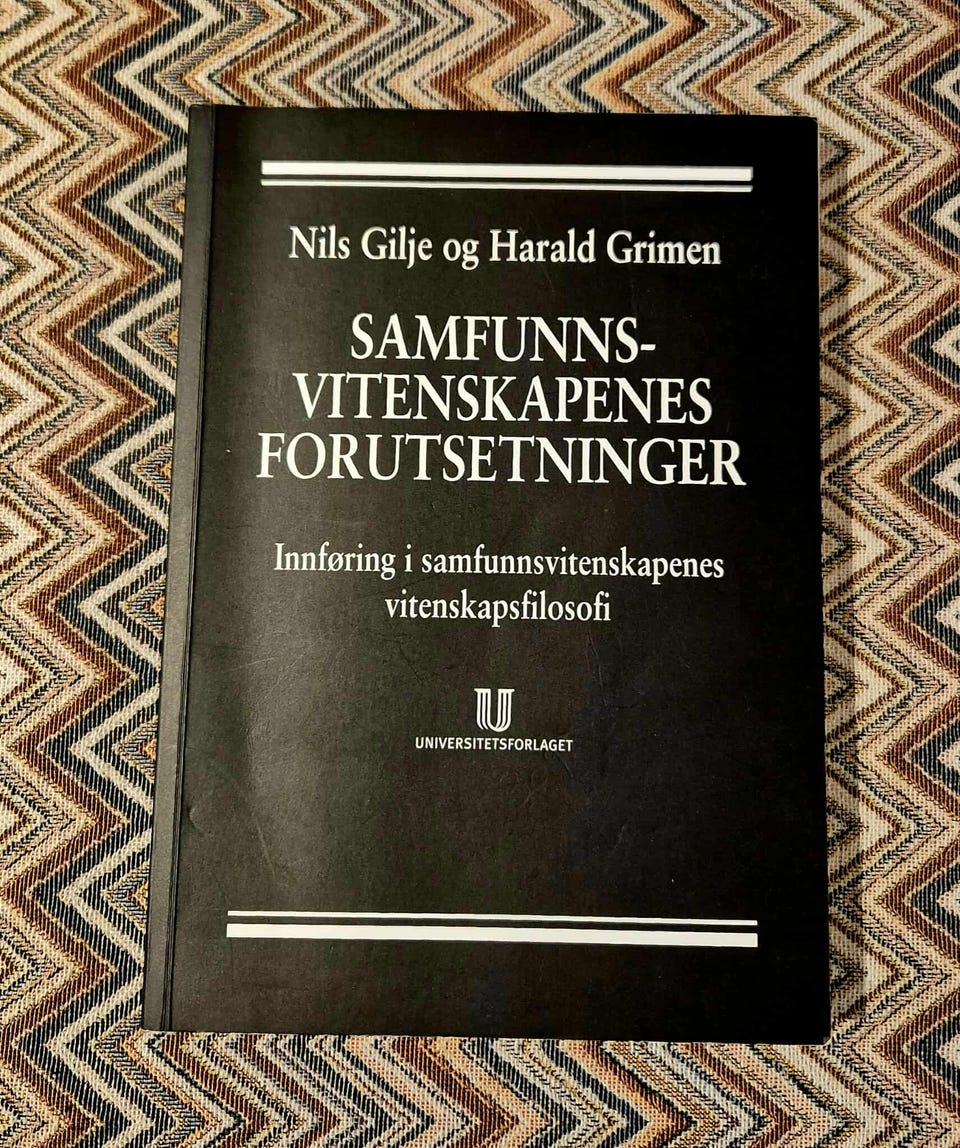 Nils Gilje og Harald Grimen
SAMFUNNS-
VITENSKAPENES
FORUTSETNINGER
Innføring i samfunnsvitenskapenes
vitenskapsfilosofi
U
UNIVERSITETSFORLAGET